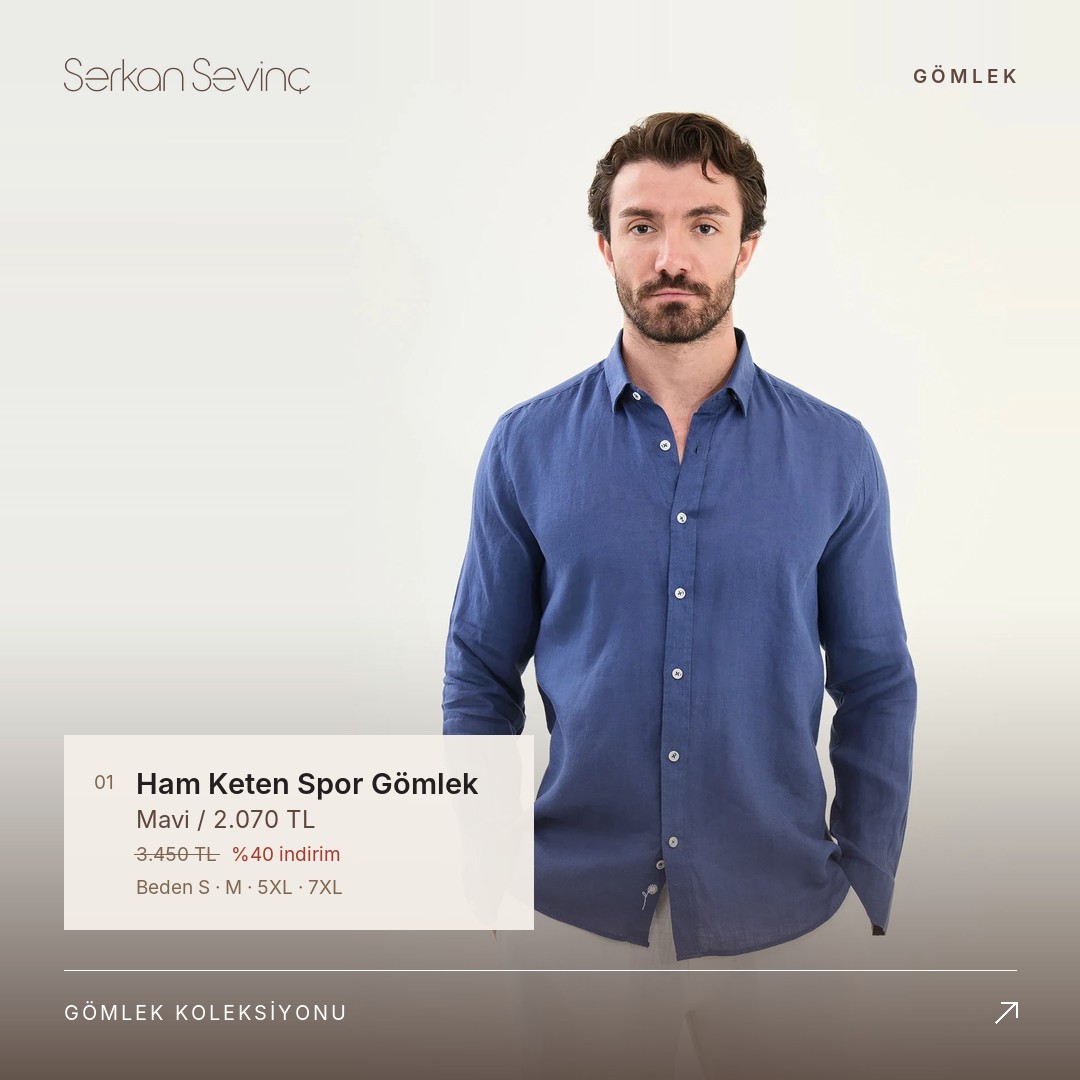 Serkan Sevinç
GÖMLEK
01 Ham Keten Spor Gömlek
Mavi / 2.070 TL
3.450 TL %40 indirim
Beden S · M · 5XL · 7XL
GÖMLEK KOLEKSİYONU